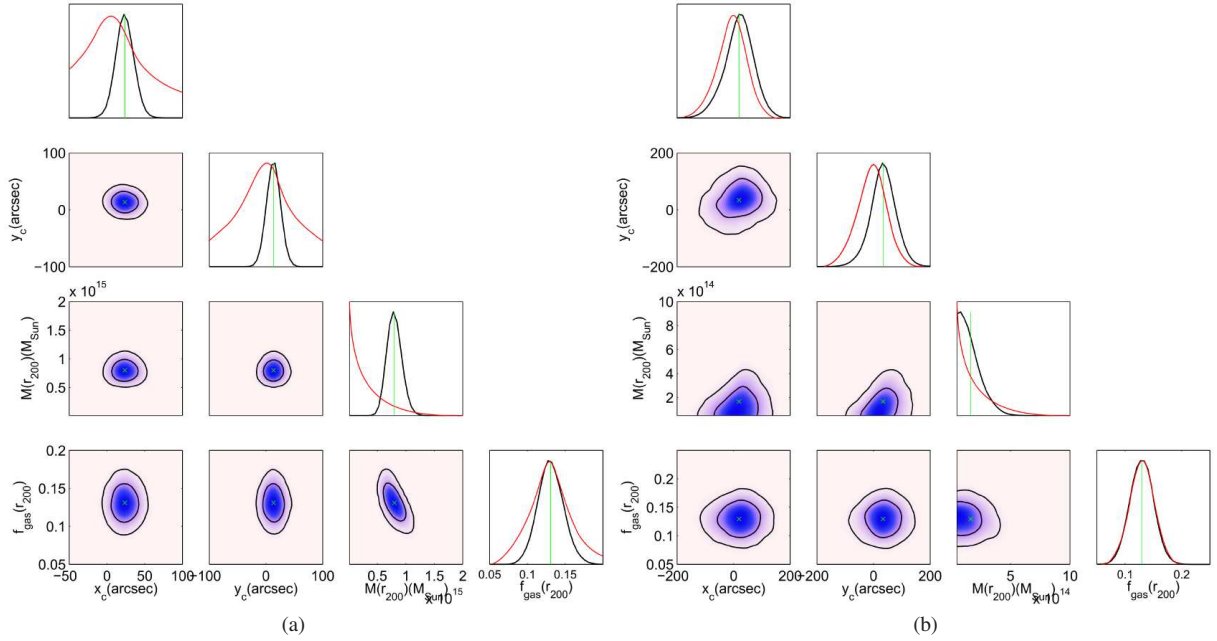 100
0
−100
y_c(arcsec)
200
0
−200
y_c(arcsec)
x 10^15
2
1.5
1
0.5
M(r_200)(M_Sun)
x 10^14
10
8
6
4
2
M(r_200)(M_Sun)
0.2
0.15
0.1
0.05
f_gas(r_200)
0.2
0.15
0.1
0.05
f_gas(r_200)
−50 0 50 100
−100 0 100
0.5 1 1.5 2
0.05 0.15
−200 0 200
−200 0 200
5 10
0.1 0.2
x_c(arcsec)
y_c(arcsec)
M(r_200)(M_Sun)
x 10^15
f_gas(r_200)
x_c(arcsec)
y_c(arcsec)
M(r_200)(M_Sun)
x 10^14
f_gas(r_200)
(a)
(b)